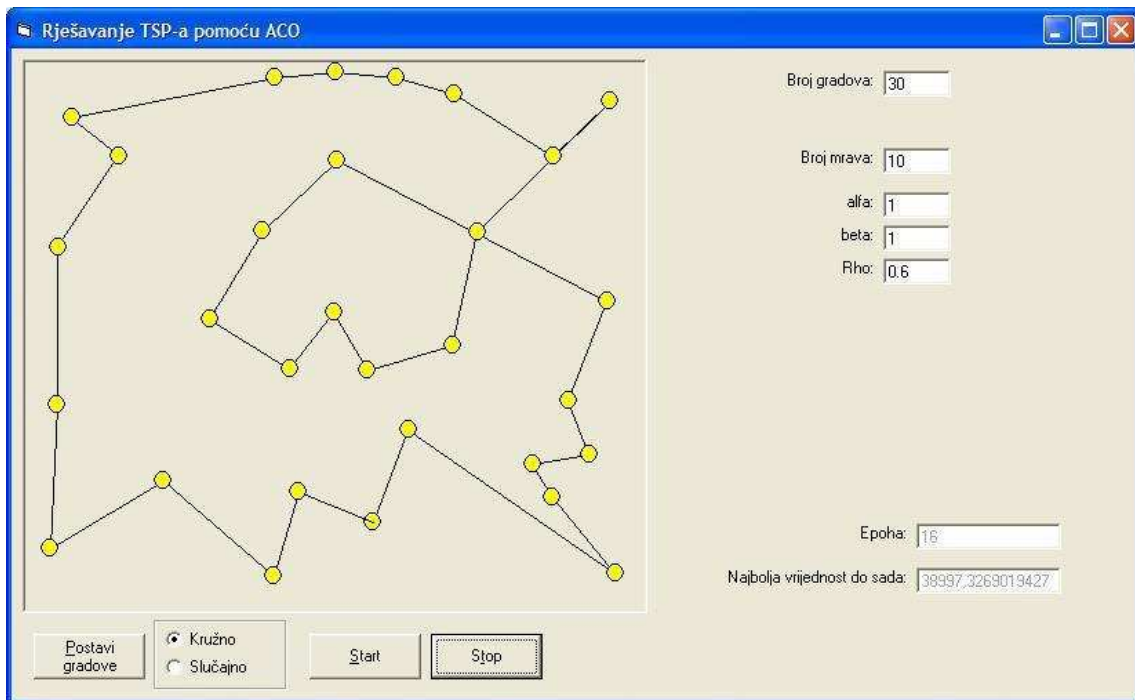 Rješavanje TSP-a pomoću ACO
Broj gradova: 30
Broj mrava: 10
alfa: 1
beta: 1
Rho: 0.6
Epoha: 16
Najbolja vrijednost do sada: 38997,3269019427
Postavi
gradove
Kružno
Slučajno
Start
Stop